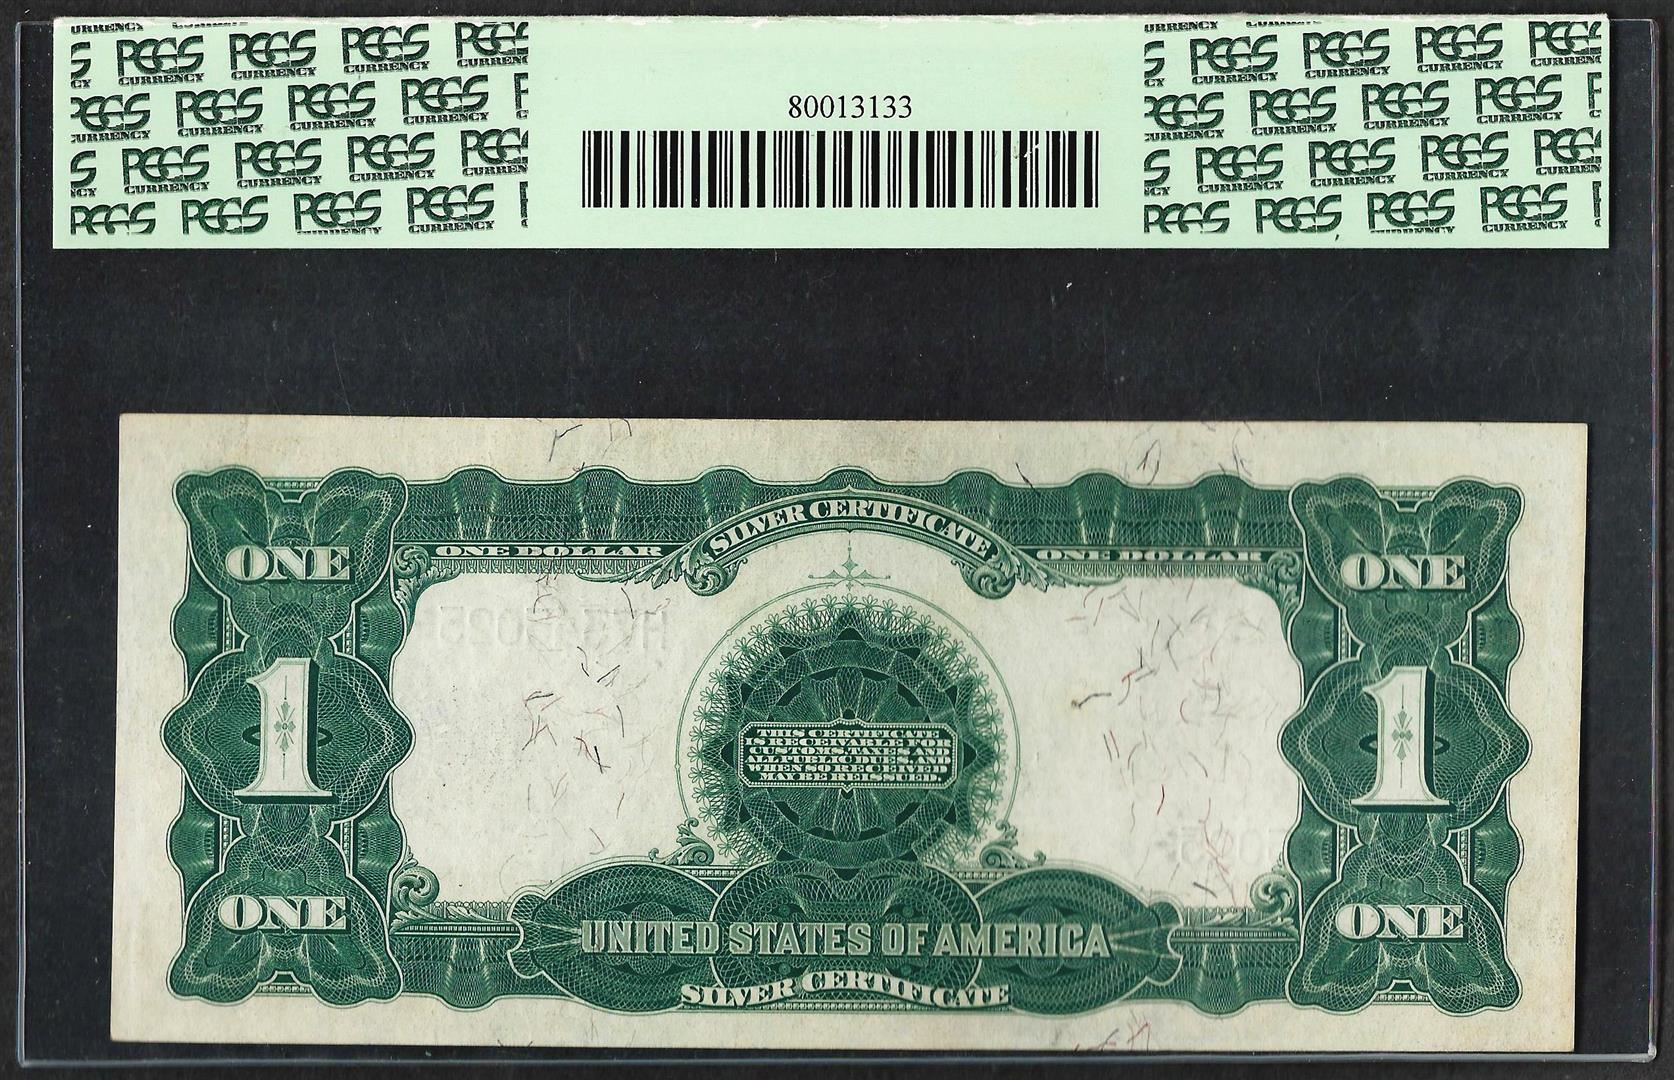 PCGS CURRENCY
80013133
SILVER CERTIFICATE
ONE DOLLAR ONE DOLLAR
ONE ONE
THIS CERTIFICATE
IS RECEIVABLE FOR
CUSTOMS, TAXES AND
ALL PUBLIC DUES, AND
WHEN SO RECEIVED
MAY BE REISSUED.
1 1
ONE ONE
UNITED STATES OF AMERICA
SILVER CERTIFICATE